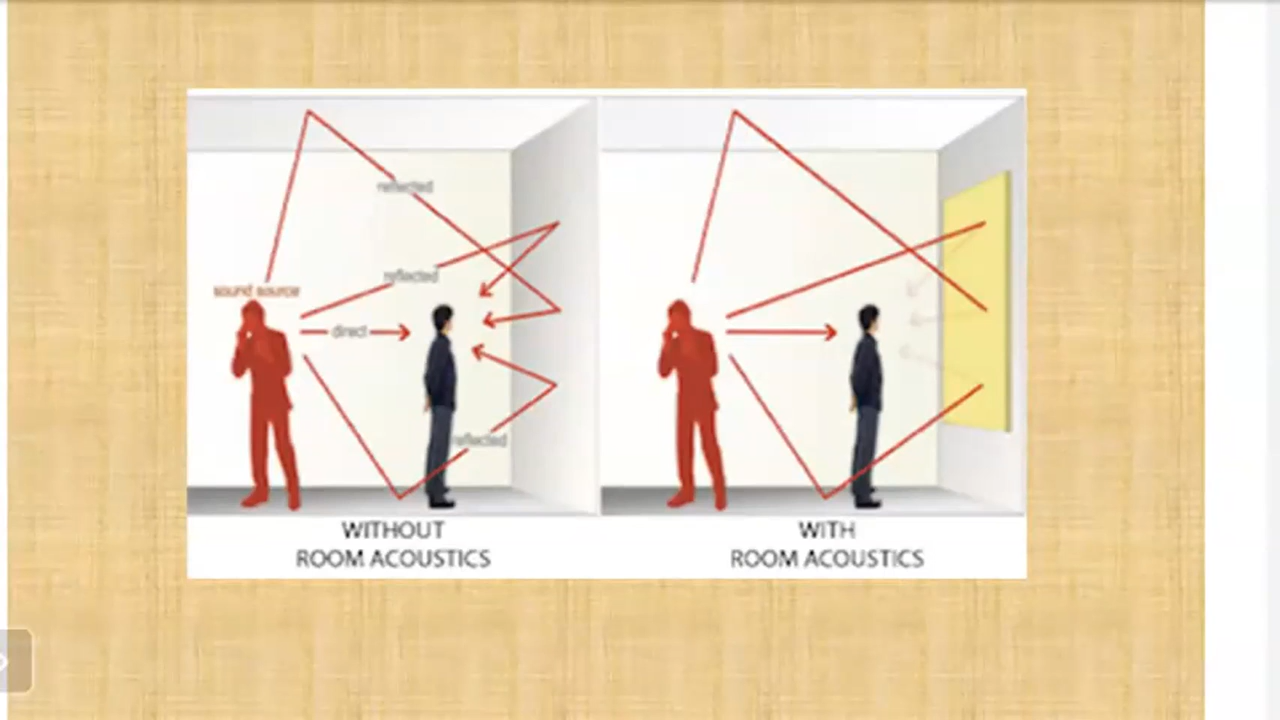 reflected
reflected
sound source
direct
reflected
WITHOUT
ROOM ACOUSTICS
WITH
ROOM ACOUSTICS